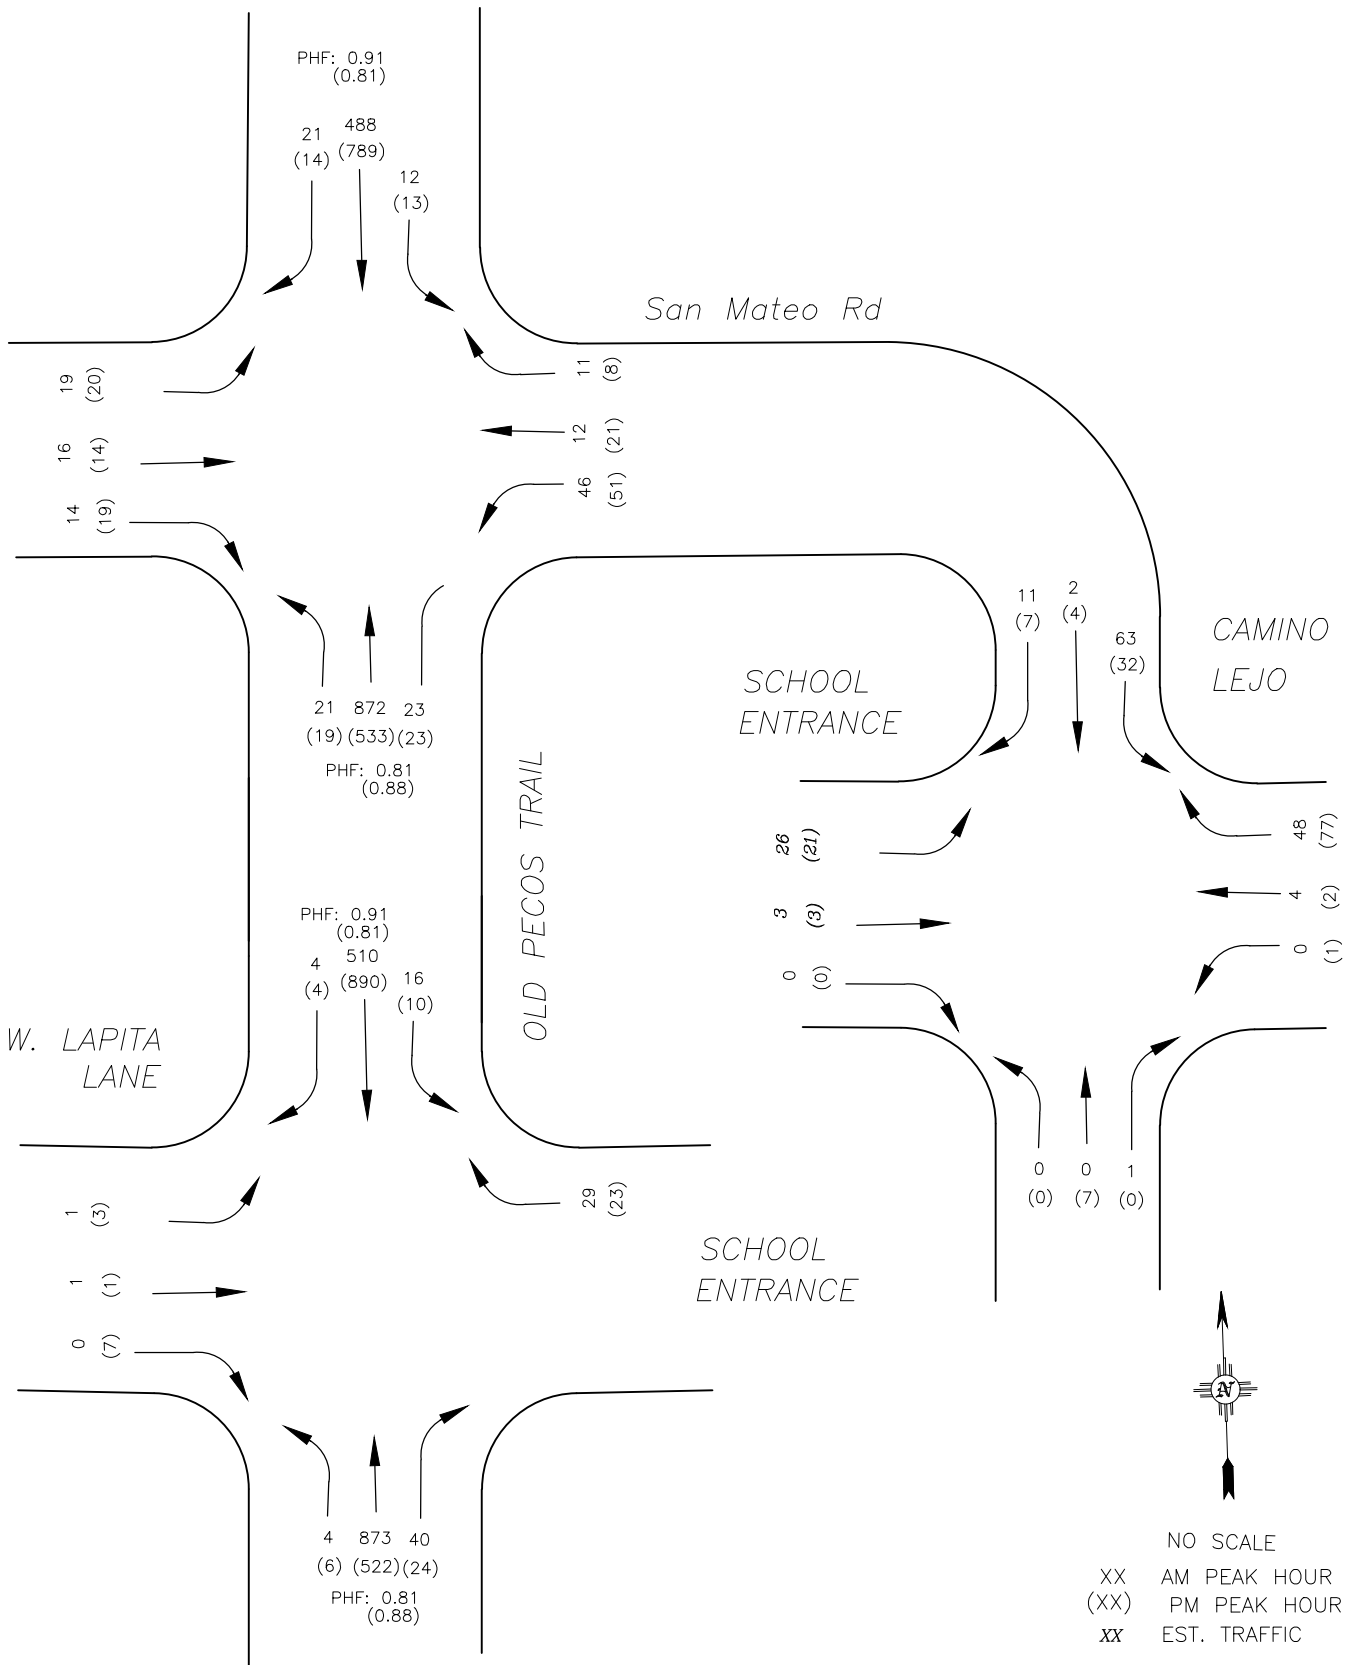 PHF: 0.91
(0.81)
21
(14)
488
(789)
12
(13)
San Mateo Rd
19
(20)
16
(14)
14
(19)
11
(8)
12
(21)
46
(51)
21 872 23
(19) (533) (23)
PHF: 0.81
(0.88)
OLD PECOS TRAIL
SCHOOL
ENTRANCE
11
(7)
2
(4)
63
(32)
CAMINO
LEJO
26
(21)
3
(3)
0
(0)
48
(77)
4
(2)
0
(1)
0 0 1
(0) (7) (0)
PHF: 0.91
(0.81)
4
(4)
510
(890)
16
(10)
W. LAPITA
LANE
1
(3)
1
(1)
0
(7)
29
(23)
SCHOOL
ENTRANCE
4 873 40
(6) (522) (24)
PHF: 0.81
(0.88)
N
NO SCALE
XX AM PEAK HOUR
(XX) PM PEAK HOUR
XX EST. TRAFFIC